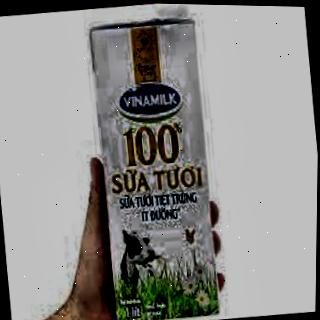 VINAMILK
100%
SỮA TƯƠI
SỮA TƯƠI TIỆT TRÙNG
ÍT ĐƯỜNG
1 lít